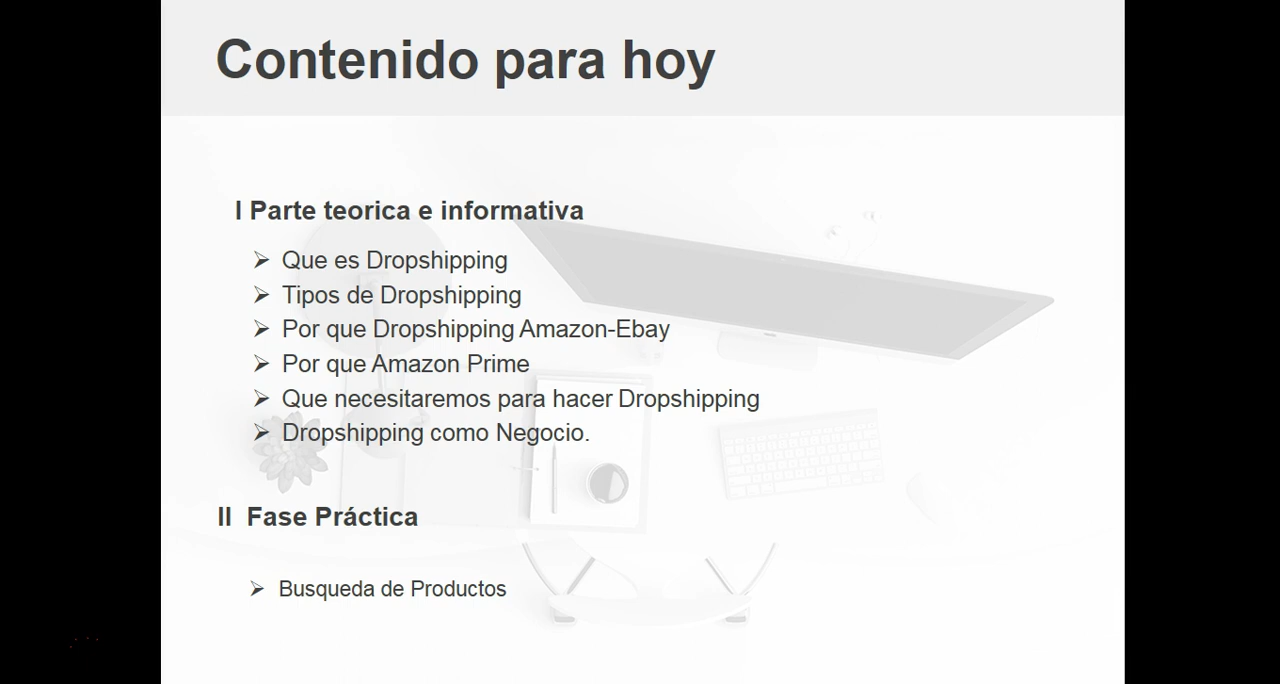 Contenido para hoy
I Parte teorica e informativa
➢ Que es Dropshipping
➢ Tipos de Dropshipping
➢ Por que Dropshipping Amazon-Ebay
➢ Por que Amazon Prime
➢ Que necesitaremos para hacer Dropshipping
➢ Dropshipping como Negocio.
II Fase Práctica
➢ Busqueda de Productos